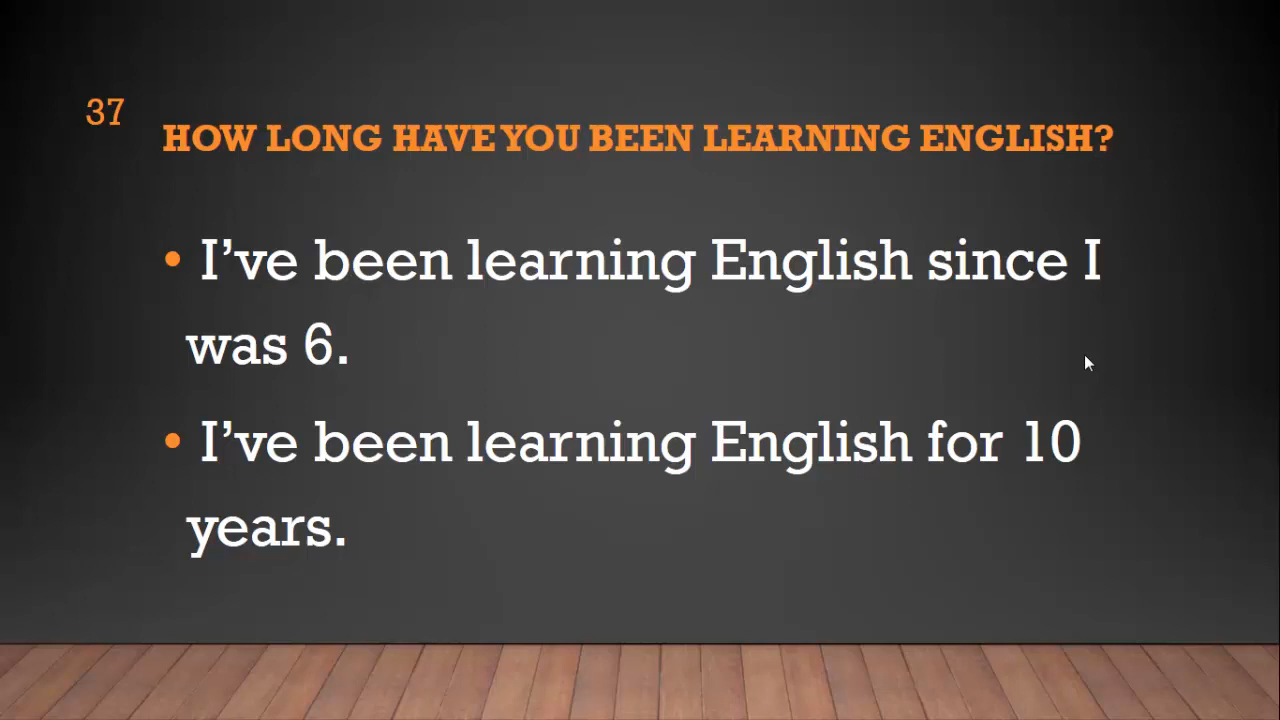 37
HOW LONG HAVE YOU BEEN LEARNING ENGLISH?
• I’ve been learning English since I
was 6.
• I’ve been learning English for 10
years.